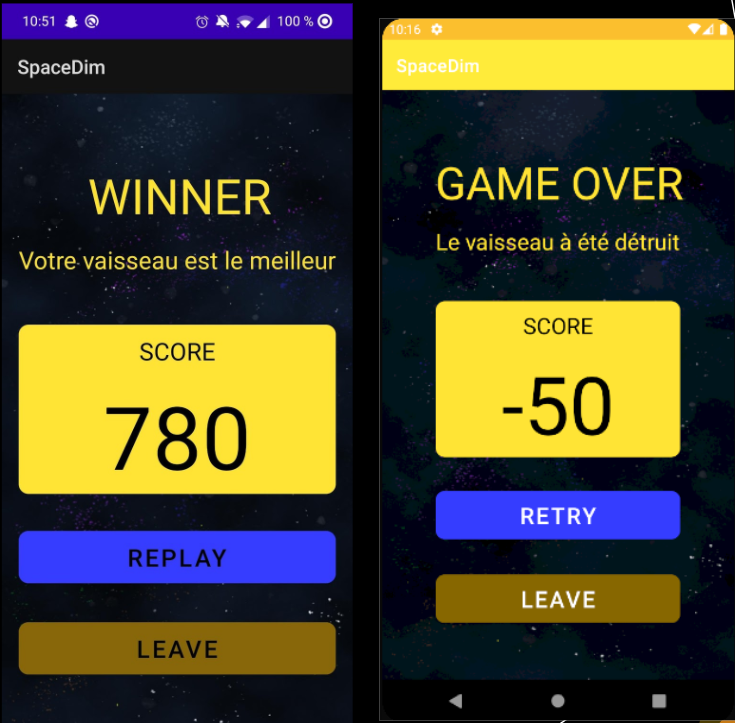 10:51
100 %
SpaceDim
WINNER
Votre vaisseau est le meilleur
SCORE
780
REPLAY
LEAVE
10:16
SpaceDim
GAME OVER
Le vaisseau à été détruit
SCORE
-50
RETRY
LEAVE